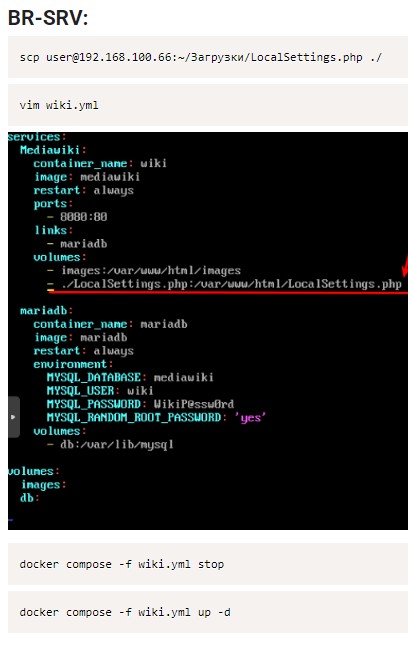 BR-SRV:
scp user@192.168.100.66:~/Загрузки/LocalSettings.php ./
vim wiki.yml
services:
  Mediawiki:
    container_name: wiki
    image: mediawiki
    restart: always
    ports:
      - 8080:80
    links:
      - mariadb
    volumes:
      - images:/var/www/html/images
      - ./LocalSettings.php:/var/www/html/LocalSettings.php
  mariadb:
    container_name: mariadb
    image: mariadb
    restart: always
    environment:
      MYSQL_DATABASE: mediawiki
      MYSQL_USER: wiki
      MYSQL_PASSWORD: WikiP@ssw0rd
      MYSQL_RANDOM_ROOT_PASSWORD: 'yes'
    volumes:
      - db:/var/lib/mysql
volumes:
  images:
  db:
docker compose -f wiki.yml stop
docker compose -f wiki.yml up -d